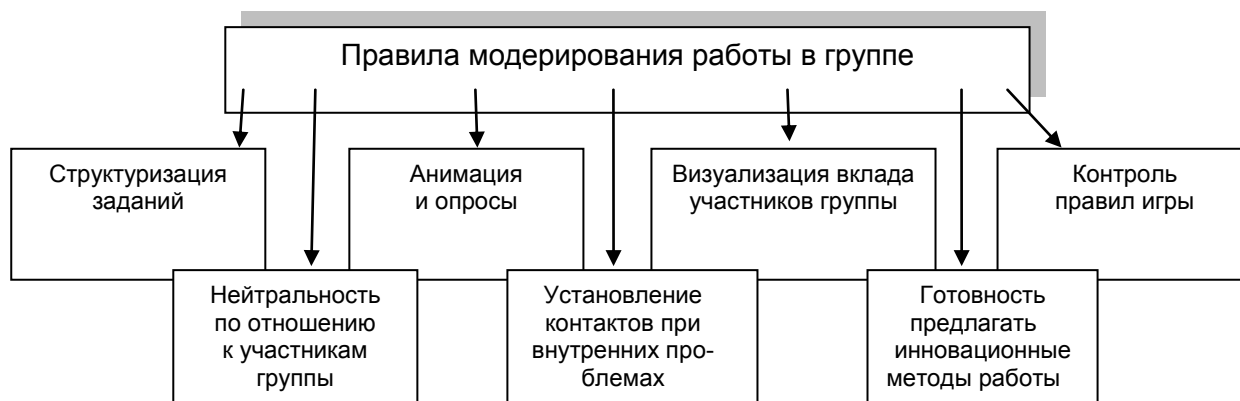 Правила модерирования работы в группе
Структуризация
заданий
Анимация
и опросы
Визуализация вклада
участников группы
Контроль
правил игры
Нейтральность
по отношению
к участникам
группы
Установление
контактов при
внутренних про-
блемах
Готовность
предлагать
инновационные
методы работы